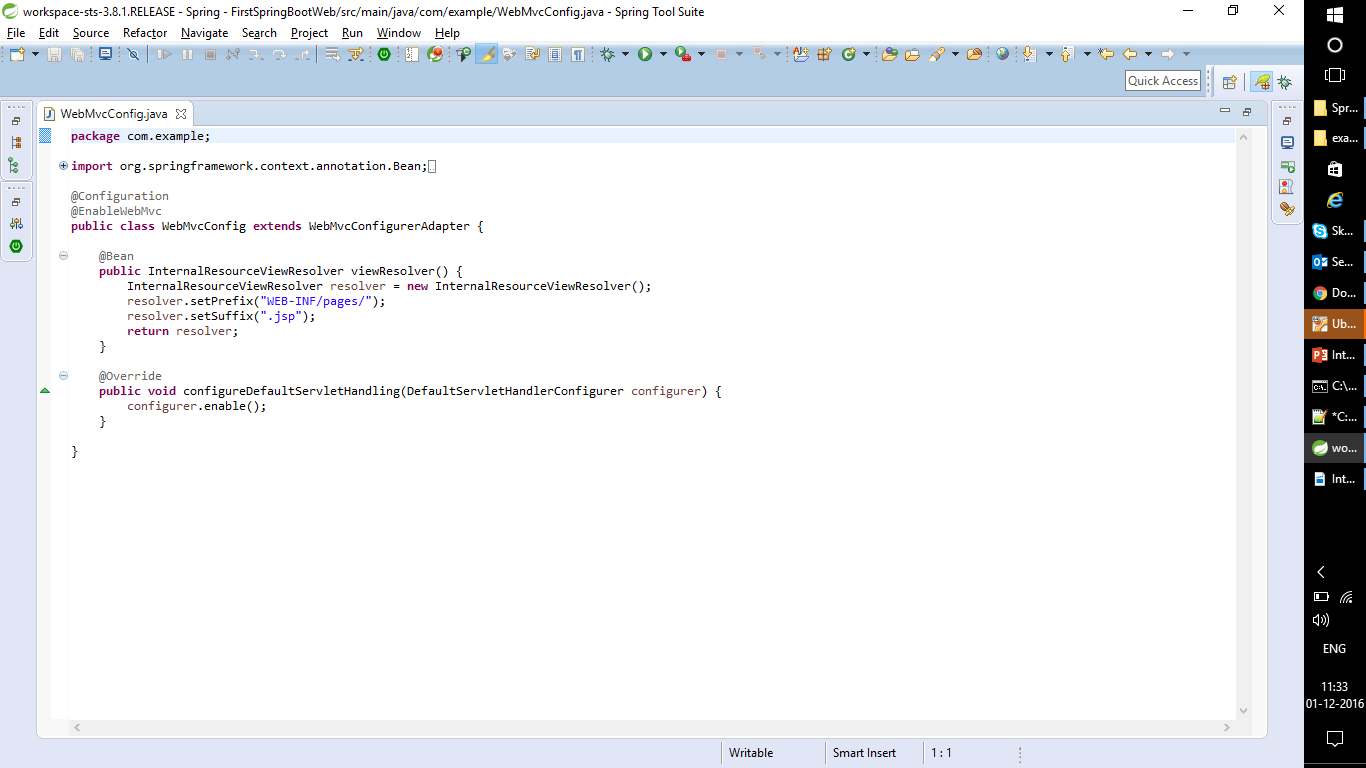 workspace-sts-3.8.1.RELEASE - Spring - FirstSpringBootWeb/src/main/java/com/example/WebMvcConfig.java - Spring Tool Suite
File Edit Source Refactor Navigate Search Project Run Window Help
Quick Access
WebMvcConfig.java
package com.example;
import org.springframework.context.annotation.Bean;
@Configuration
@EnableWebMvc
public class WebMvcConfig extends WebMvcConfigurerAdapter {
@Bean
public InternalResourceViewResolver viewResolver() {
InternalResourceViewResolver resolver = new InternalResourceViewResolver();
resolver.setPrefix("WEB-INF/pages/");
resolver.setSuffix(".jsp");
return resolver;
}
@Override
public void configureDefaultServletHandling(DefaultServletHandlerConfigurer configurer) {
configurer.enable();
}
}
Writable Smart Insert 1 : 1
Spr...
exa...
Sk...
Se...
Do...
Ub...
Int...
C:\...
*C:...
wo...
Int...
ENG
11:33
01-12-2016